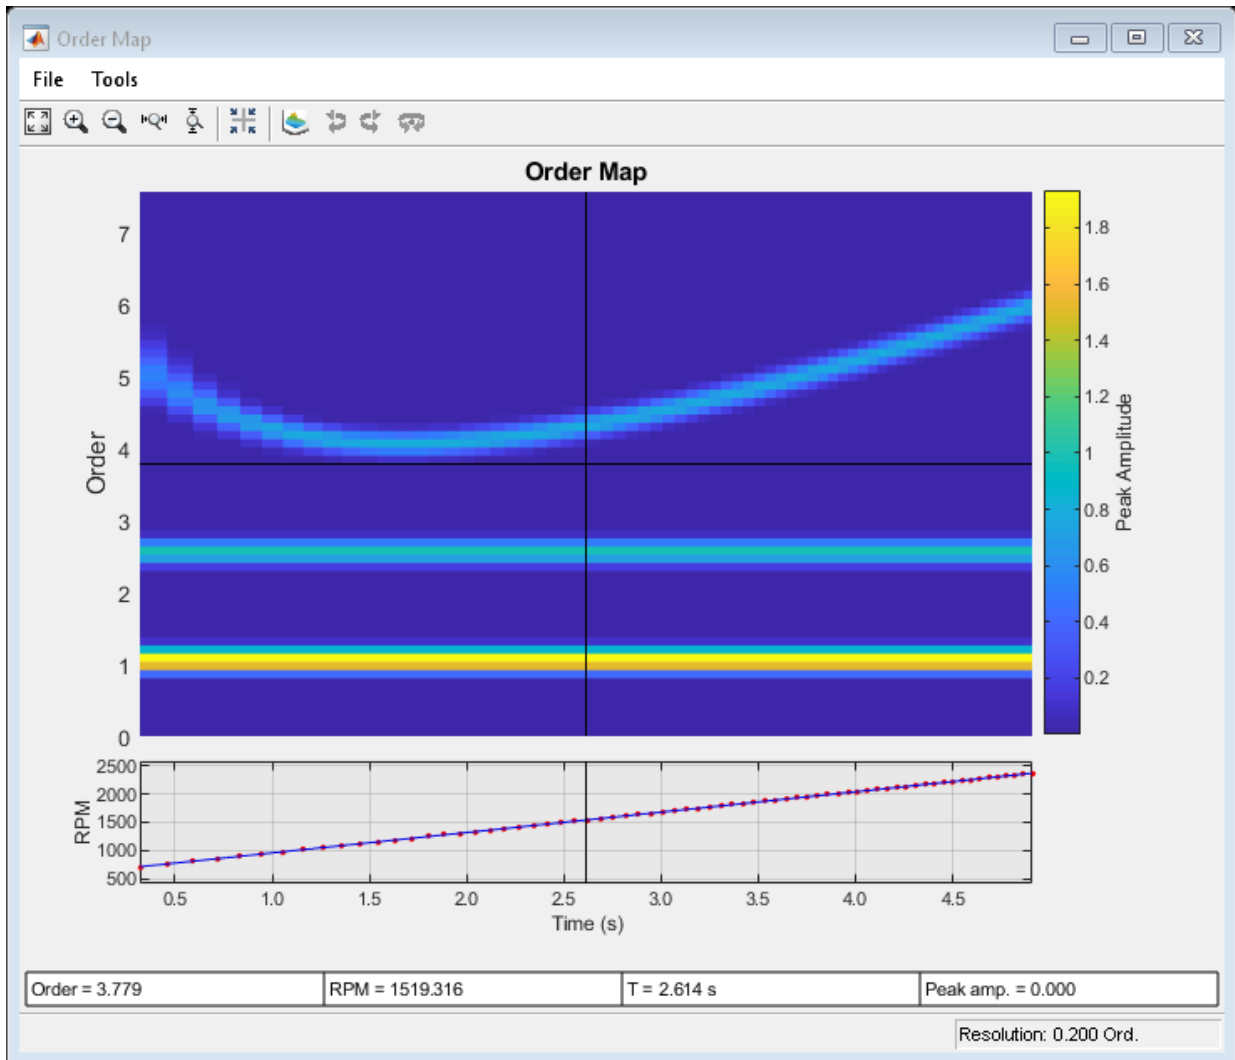 Order Map
File Tools
Order Map
7
6
5
4
3
2
1
0
Order
1.8
1.6
1.4
1.2
1
0.8
0.6
0.4
0.2
Peak Amplitude
2500
2000
1500
1000
500
RPM
0.5 1.0 1.5 2.0 2.5 3.0 3.5 4.0 4.5
Time (s)
Order = 3.779 RPM = 1519.316 T = 2.614 s Peak amp. = 0.000
Resolution: 0.200 Ord.